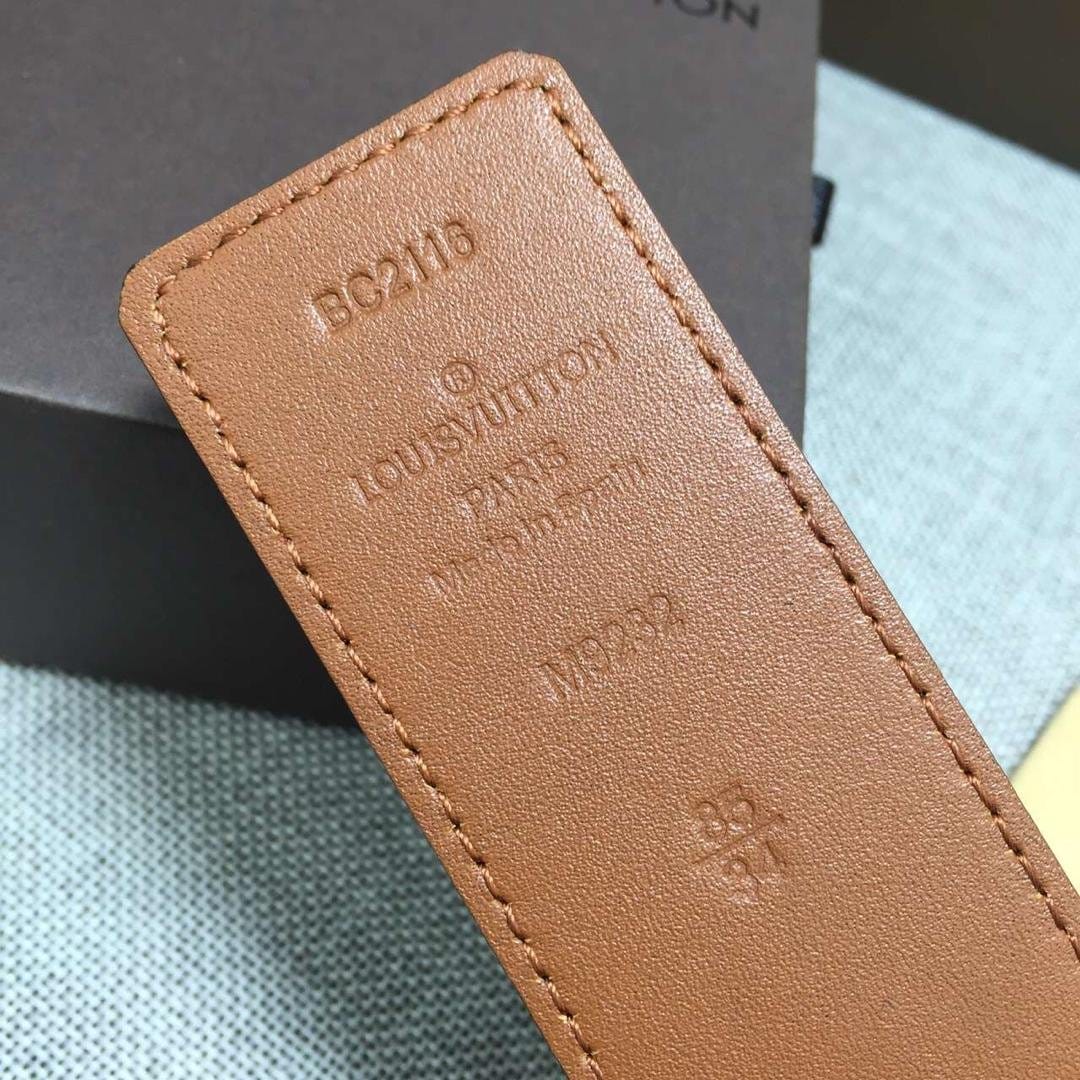 BC2116
®
LOUIS VUITTON
PARIS
Made in Spain
M9232
85
34